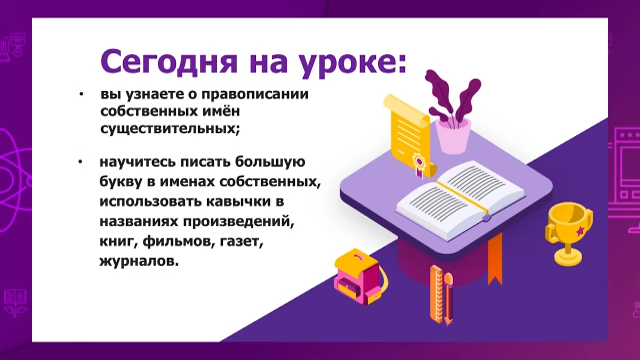 Сегодня на уроке:
• вы узнаете о правописании
собственных имён
существительных;
• научитесь писать большую
букву в именах собственных,
использовать кавычки в
названиях произведений,
книг, фильмов, газет,
журналов.